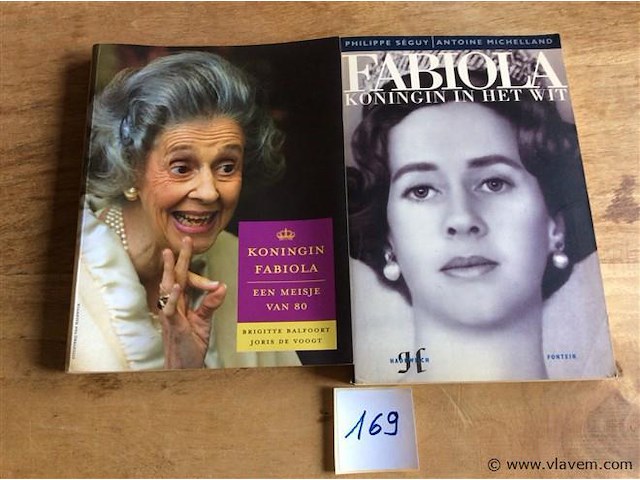 KONINGIN
FABIOLA
EEN MEISJE
VAN 80
BRIGITTE BALFOORT
JORIS DE VOOGT
PHILIPPE SÉGUY | ANTOINE MICHELLAND
FABIOLA
KONINGIN IN HET WIT
HADEWIJCH
H
FONTEIN
169
© www.vlavem.com